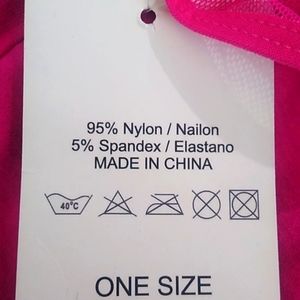 95% Nylon / Nailon
5% Spandex / Elastano
MADE IN CHINA
40°C
ONE SIZE